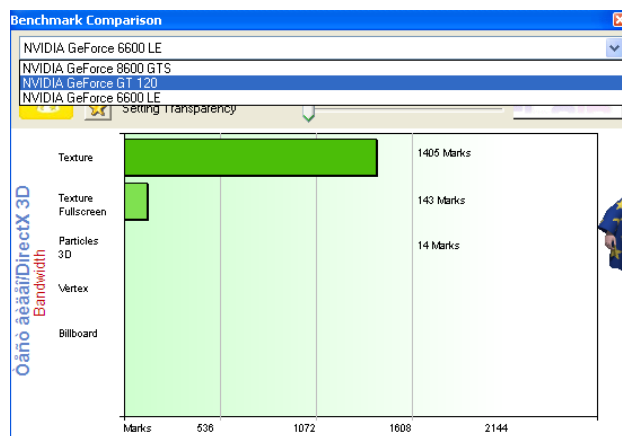 Benchmark Comparison
NVIDIA GeForce 6600 LE
NVIDIA GeForce 8600 GTS
NVIDIA GeForce GT 120
NVIDIA GeForce 6600 LE
Setting Transparency
Texture
1405 Marks
Texture
Fullscreen
143 Marks
Particles
3D
14 Marks
Vertex
Billboard
Òåñò âèäåî/DirectX 3D
Bandwidth
Marks
536
1072
1608
2144